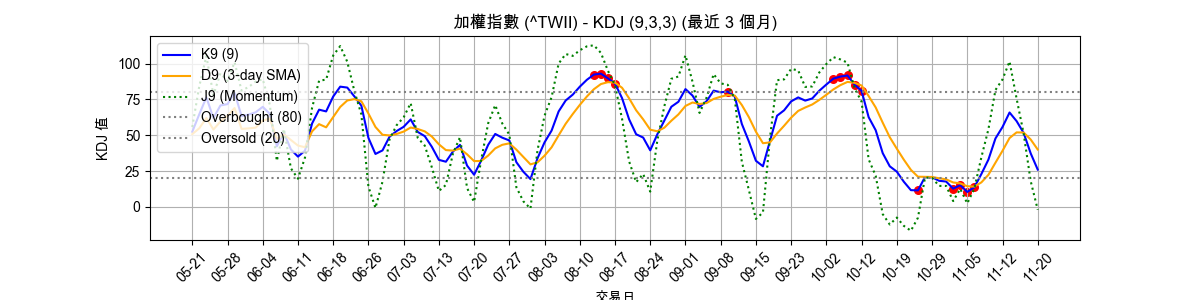 加權指數 (^TWII) - KDJ (9,3,3) (最近 3 個月)
K9 (9)
D9 (3-day SMA)
J9 (Momentum)
Overbought (80)
Oversold (20)
KDJ 值
100
75
50
25
0
05-21 05-28 06-04 06-11 06-18 06-26 07-03 07-13 07-20 07-27 08-03 08-10 08-17 08-24 09-01 09-08 09-15 09-23 10-02 10-12 10-19 10-29 11-05 11-12 11-20
交易日